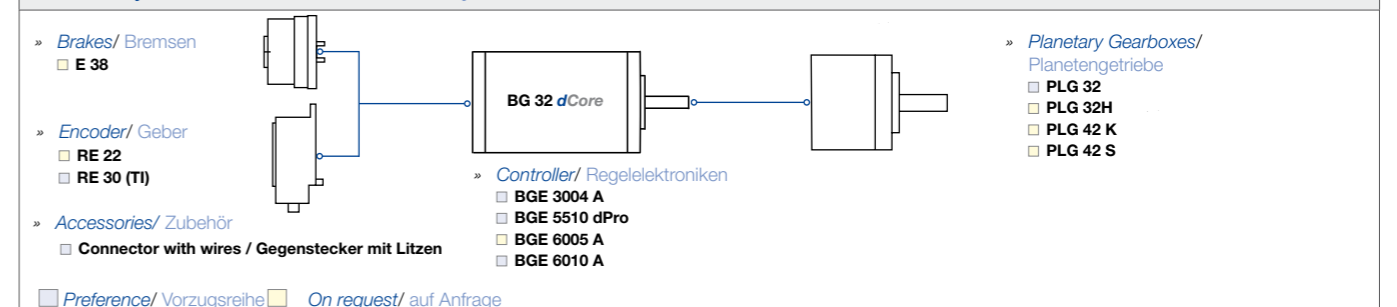 » Brakes/ Bremsen
E 38
» Encoder/ Geber
RE 22
RE 30 (TI)
» Accessories/ Zubehör
Connector with wires / Gegenstecker mit Litzen
BG 32 dCore
» Controller/ Regelelektroniken
BGE 3004 A
BGE 5510 dPro
BGE 6005 A
BGE 6010 A
» Planetary Gearboxes/
Planetengetriebe
PLG 32
PLG 32H
PLG 42 K
PLG 42 S
Preference/ Vorzugsreihe On request/ auf Anfrage